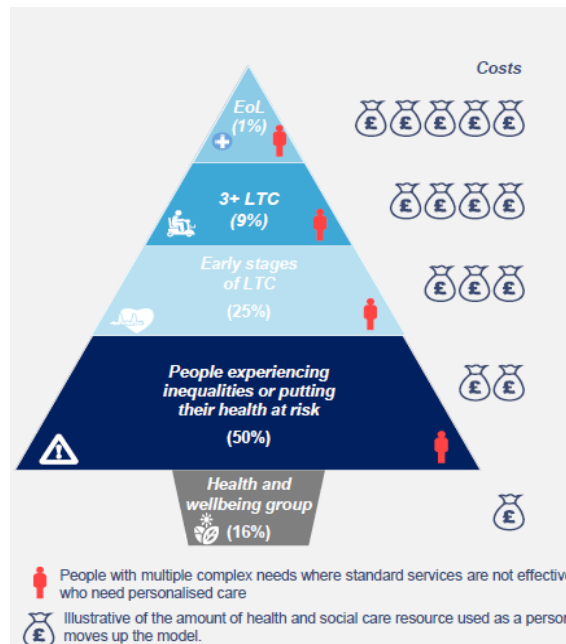 Costs
EoL
(1%)
£ £ £ £ £
3+ LTC
(9%)
£ £ £ £
Early stages
of LTC
(25%)
£ £ £
People experiencing
inequalities or putting
their health at risk
(50%)
£ £
Health and
wellbeing group
(16%)
£
People with multiple complex needs where standard services are not effective
who need personalised care
£
Illustrative of the amount of health and social care resource used as a person
moves up the model.